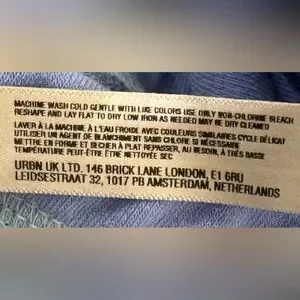 MACHINE WASH COLD GENTLE WITH LIKE COLORS USE ONLY NON-CHLORINE BLEACH
RESHAPE AND LAY FLAT TO DRY LOW IRON AS NEEDED MAY BE DRY CLEANED
LAVER À LA MACHINE À L'EAU FROIDE AVEC COULEURS SIMILAIRES CYCLE DÉLICAT
UTILISER UN AGENT DE BLANCHIMENT SANS CHLORE SI NÉCESSAIRE
METTRE EN FORME ET SÉCHER À PLAT REPASSER, AU BESOIN, À TRÈS BASSE
TEMPÉRATURE PEUT-ÊTRE ÊTRE NETTOYÉE SEC
URBN UK LTD. 146 BRICK LANE LONDON, E1 6RU
LEIDSESTRAAT 32, 1017 PB AMSTERDAM, NETHERLANDS